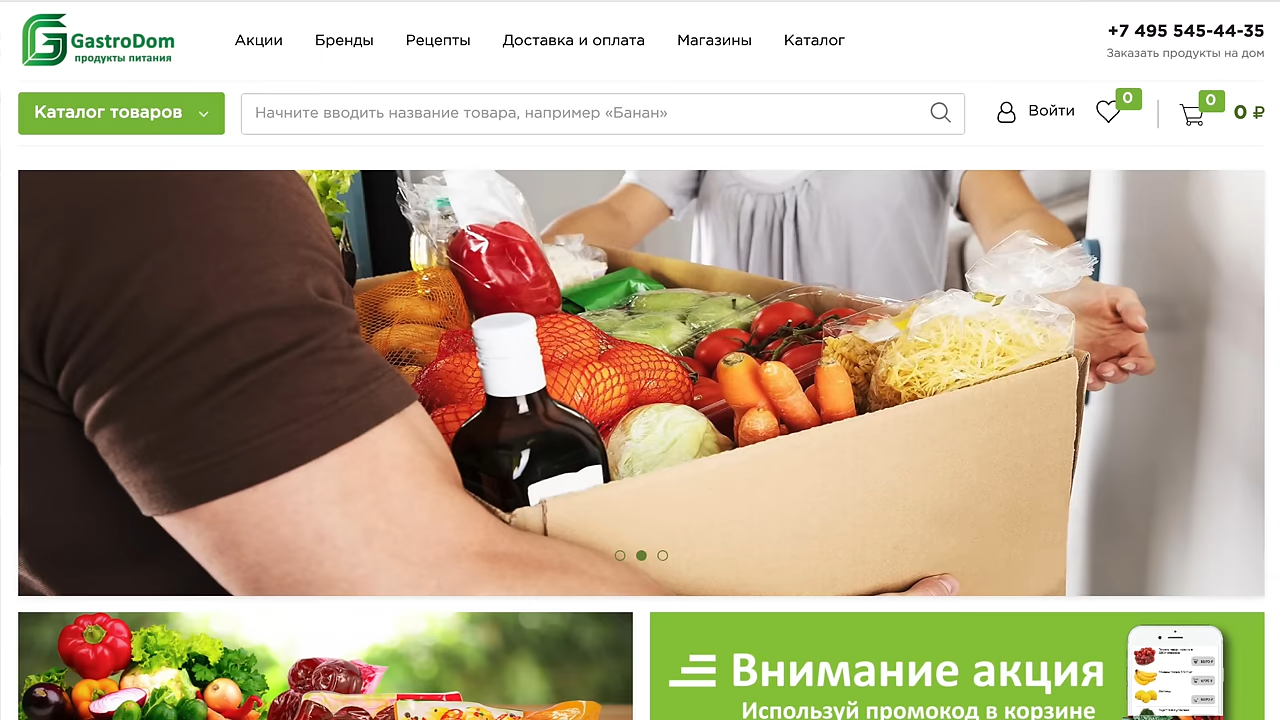 GastroDom
продукты питания
Акции
Бренды
Рецепты
Доставка и оплата
Магазины
Каталог
+7 495 545-44-35
Заказать продукты на дом
Каталог товаров
Начните вводить название товара, например «Банан»
Войти
0
0
0 ₽
Внимание акция
Используй промокод в корзине